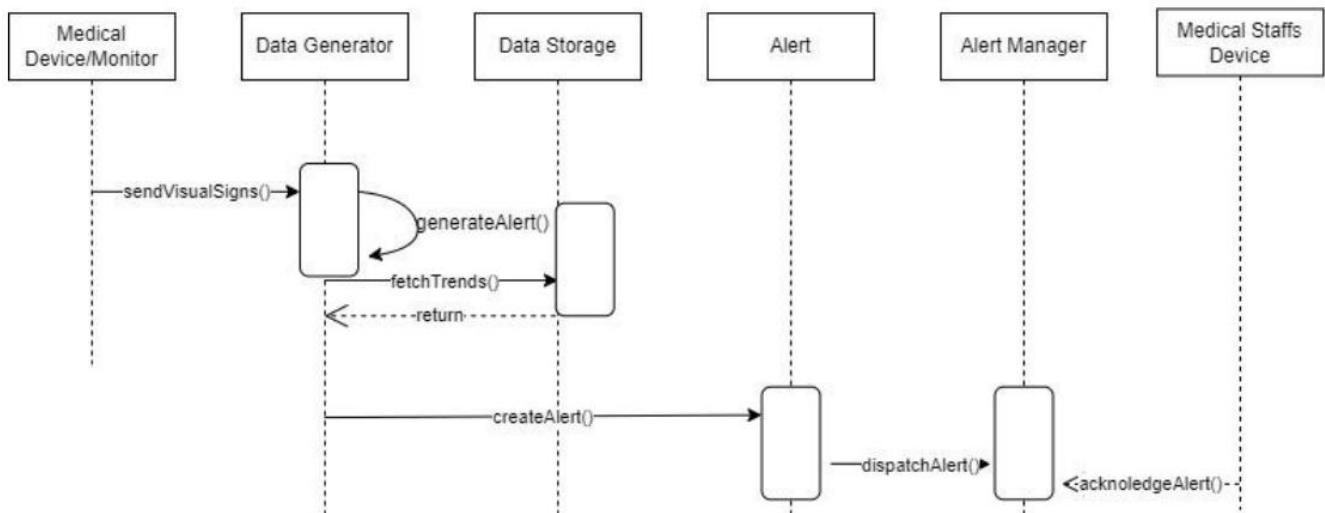 Medical
Device/Monitor
Data Generator
Data Storage
Alert
Alert Manager
Medical Staffs
Device
sendVisualSigns()
generateAlert()
fetchTrends()
return
createAlert()
dispatchAlert()
acknoledgeAlert()